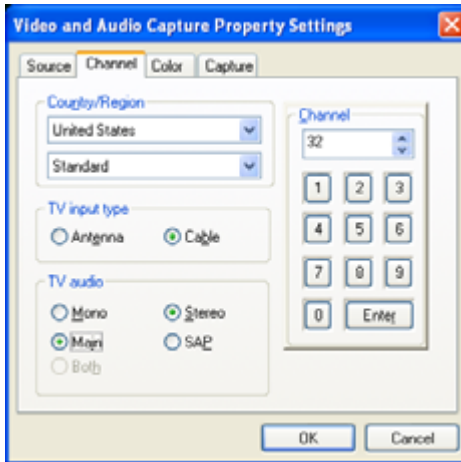 Video and Audio Capture Property Settings
Source Channel Color Capture
Country/Region
United States
Standard
TV input type
Antenna Cable
TV audio
Mono Stereo
Main SAP
Both
Channel
32
1 2 3
4 5 6
7 8 9
0 Enter
OK Cancel